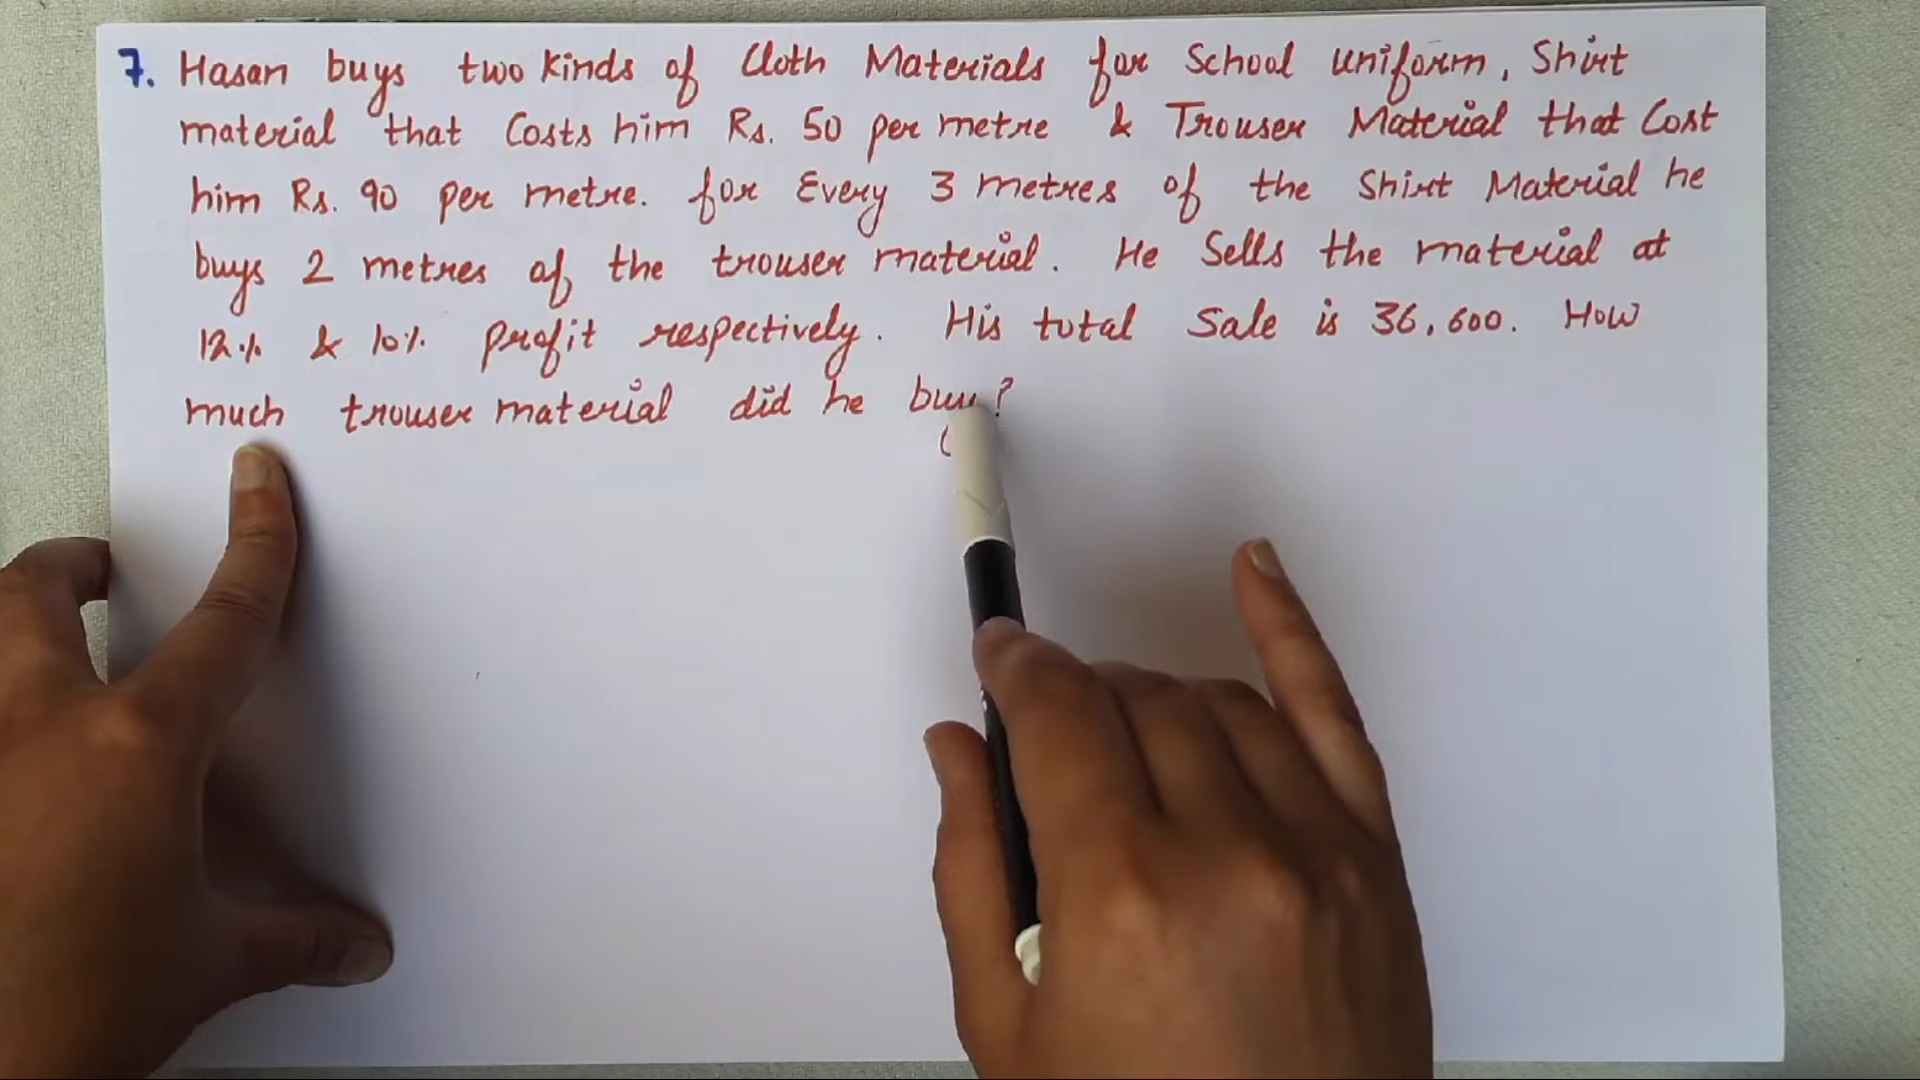 7. Hasan buys two kinds of Cloth Materials for School uniform, Shirt
material that Costs him Rs. 50 per metre & Trouser Material that Cost
him Rs. 90 per metre. for Every 3 metres of the Shirt Material he
buys 2 metres of the trouser material. He Sells the material at
12% & 10% profit respectively. His total Sale is 36,600. How
much trouser material did he buy?